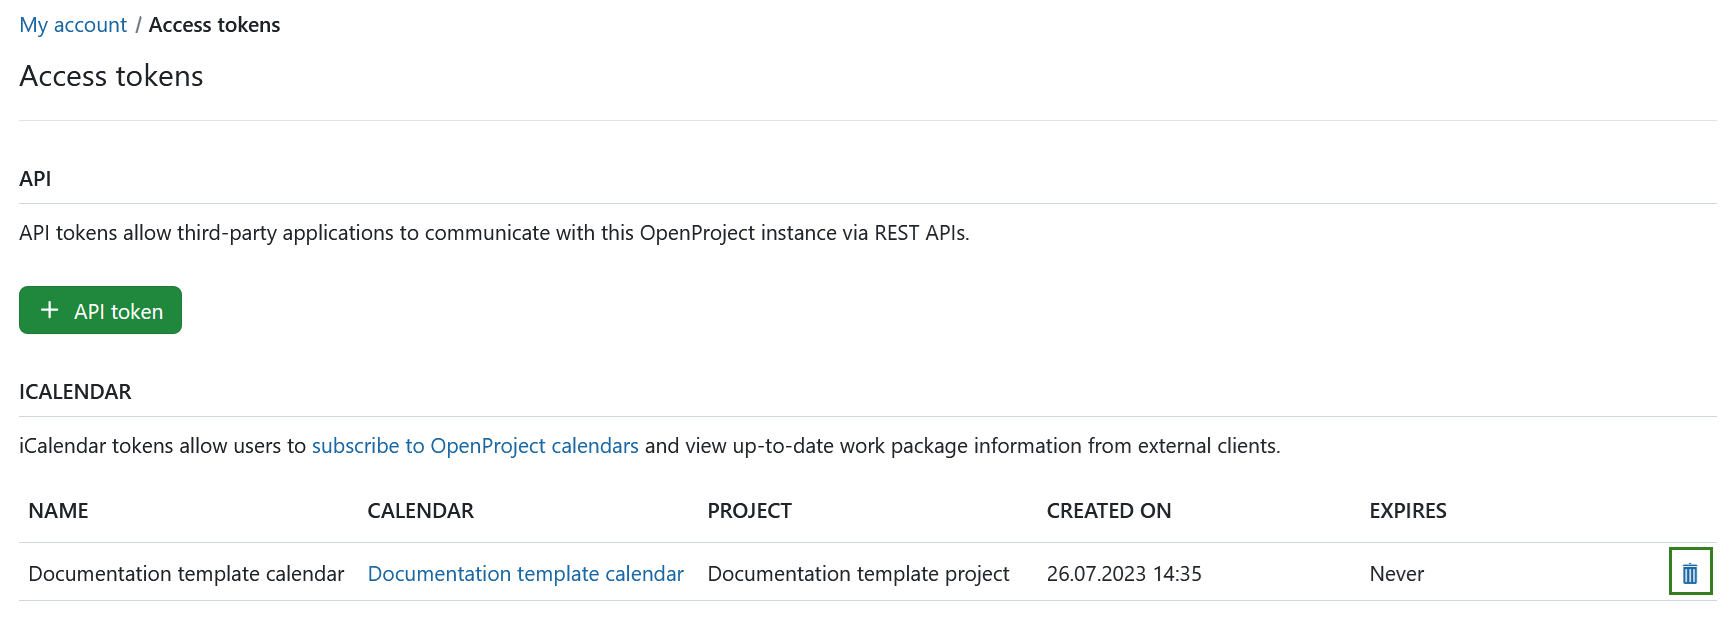 My account / Access tokens
Access tokens
API
API tokens allow third-party applications to communicate with this OpenProject instance via REST APIs.
+ API token
ICALENDAR
iCalendar tokens allow users to subscribe to OpenProject calendars and view up-to-date work package information from external clients.
NAME CALENDAR PROJECT CREATED ON EXPIRES
Documentation template calendar Documentation template calendar Documentation template project 26.07.2023 14:35 Never